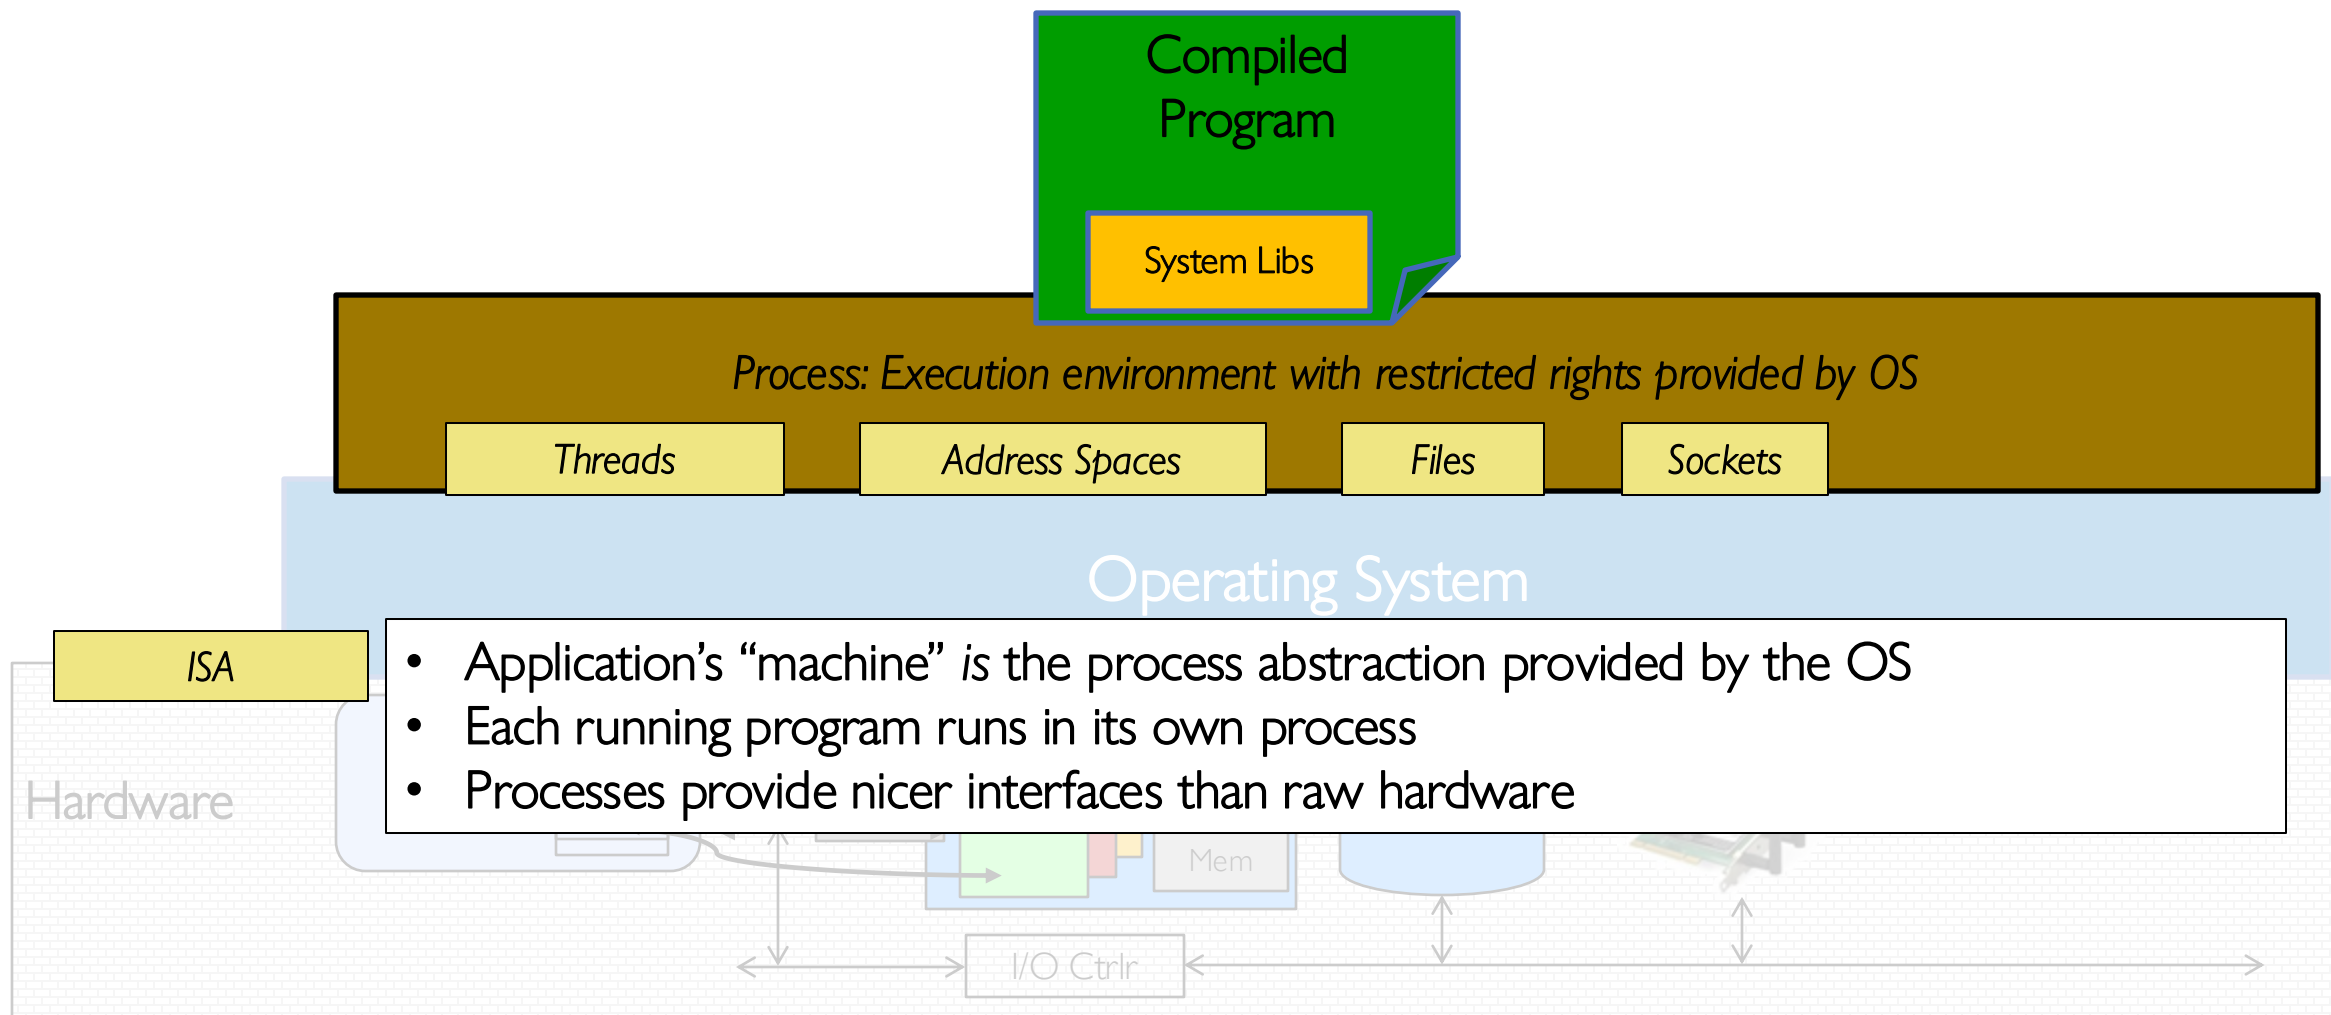 Compiled
Program
System Libs
Process: Execution environment with restricted rights provided by OS
Threads
Address Spaces
Files
Sockets
Operating System
ISA
• Application’s “machine” is the process abstraction provided by the OS
• Each running program runs in its own process
• Processes provide nicer interfaces than raw hardware
Hardware
Mem
I/O Ctrlr